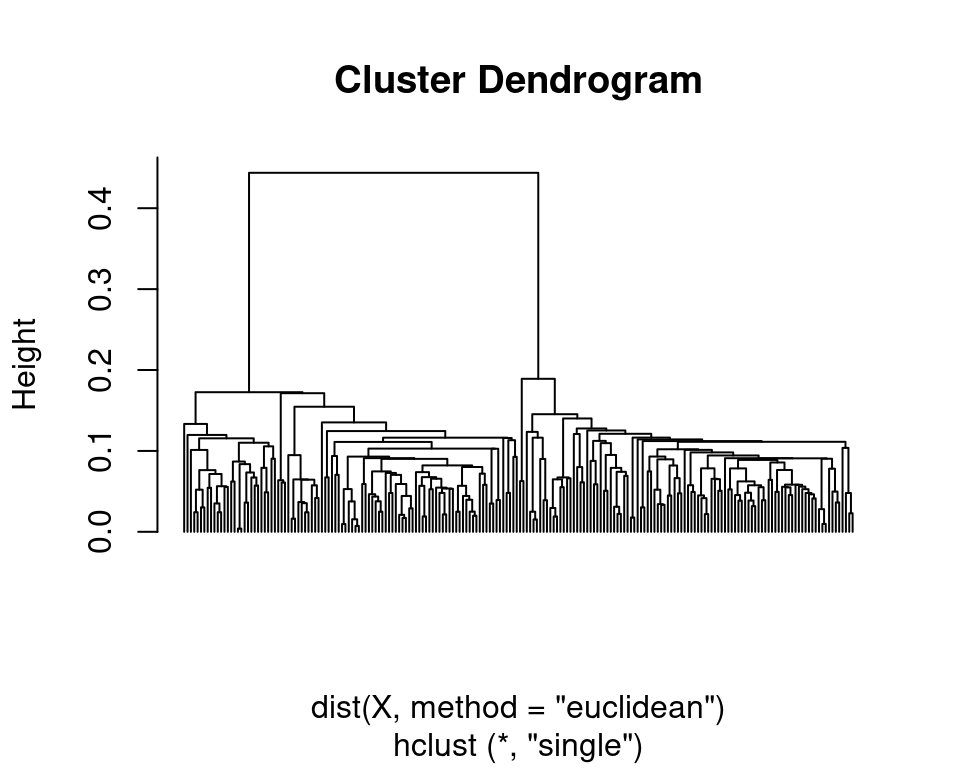 Cluster Dendrogram
Height
0.4
0.3
0.2
0.1
0.0
dist(X, method = "euclidean")
hclust (*, "single")